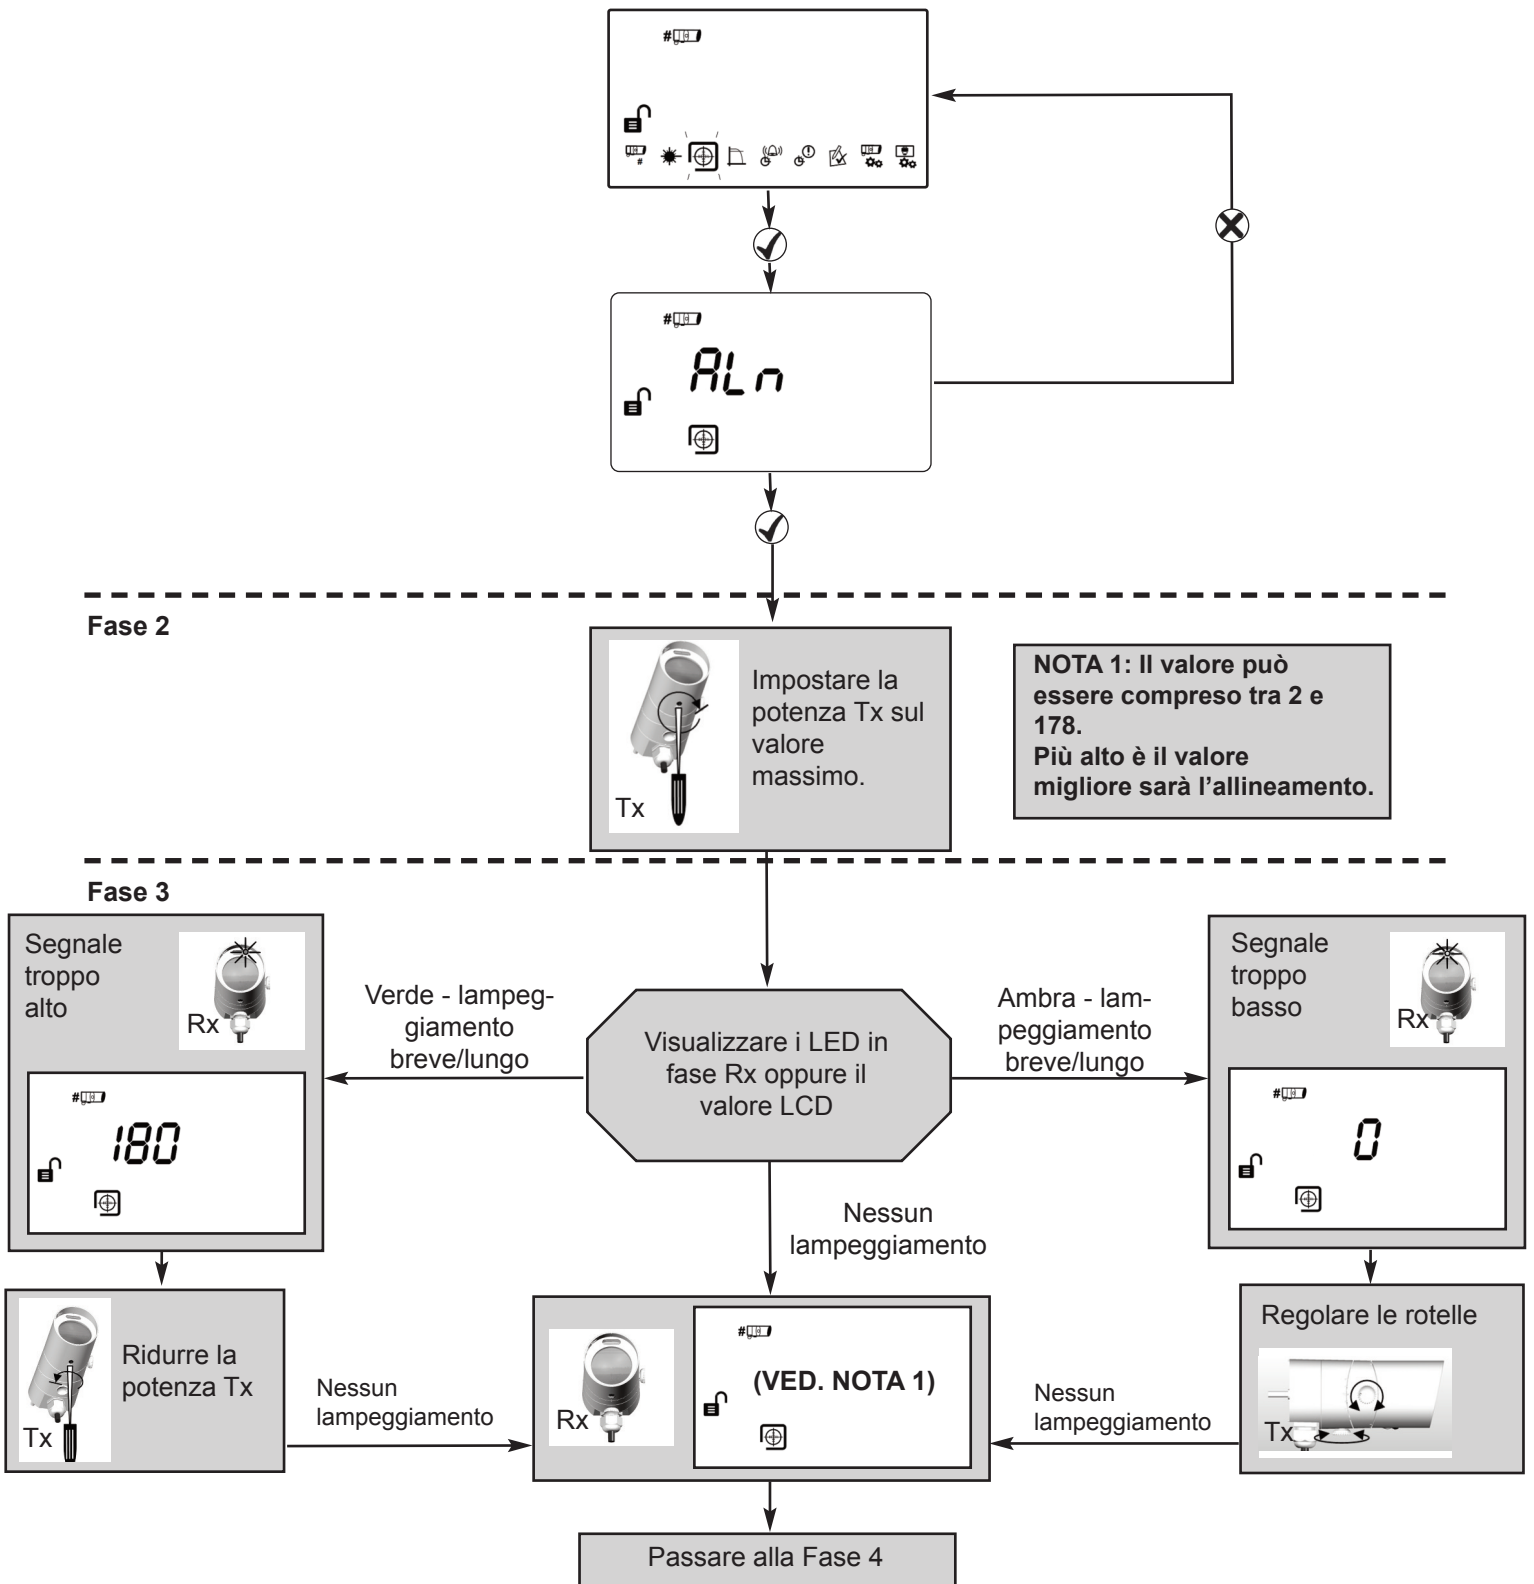 #
#
#
ALn
Fase 2
Impostare la
potenza Tx sul
valore
massimo.
Tx
NOTA 1: Il valore può
essere compreso tra 2 e
178.
Più alto è il valore
migliore sarà l'allineamento.
Fase 3
Segnale
troppo
alto
Rx
#
180
Verde - lampeg-
giamento
breve/lungo
Visualizzare i LED in
fase Rx oppure il
valore LCD
Ambra - lam-
peggiamento
breve/lungo
Segnale
troppo
basso
Rx
#
0
Nessun
lampeggiamento
Ridurre la
potenza Tx
Tx
Nessun
lampeggiamento
Rx
#
(VED. NOTA 1)
Nessun
lampeggiamento
Regolare le rotelle
Tx
Passare alla Fase 4